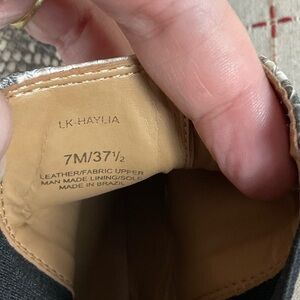 LK-HAYLIA
7M/37½
LEATHER/FABRIC UPPER
MAN MADE LINING/SOLE
MADE IN BRAZIL